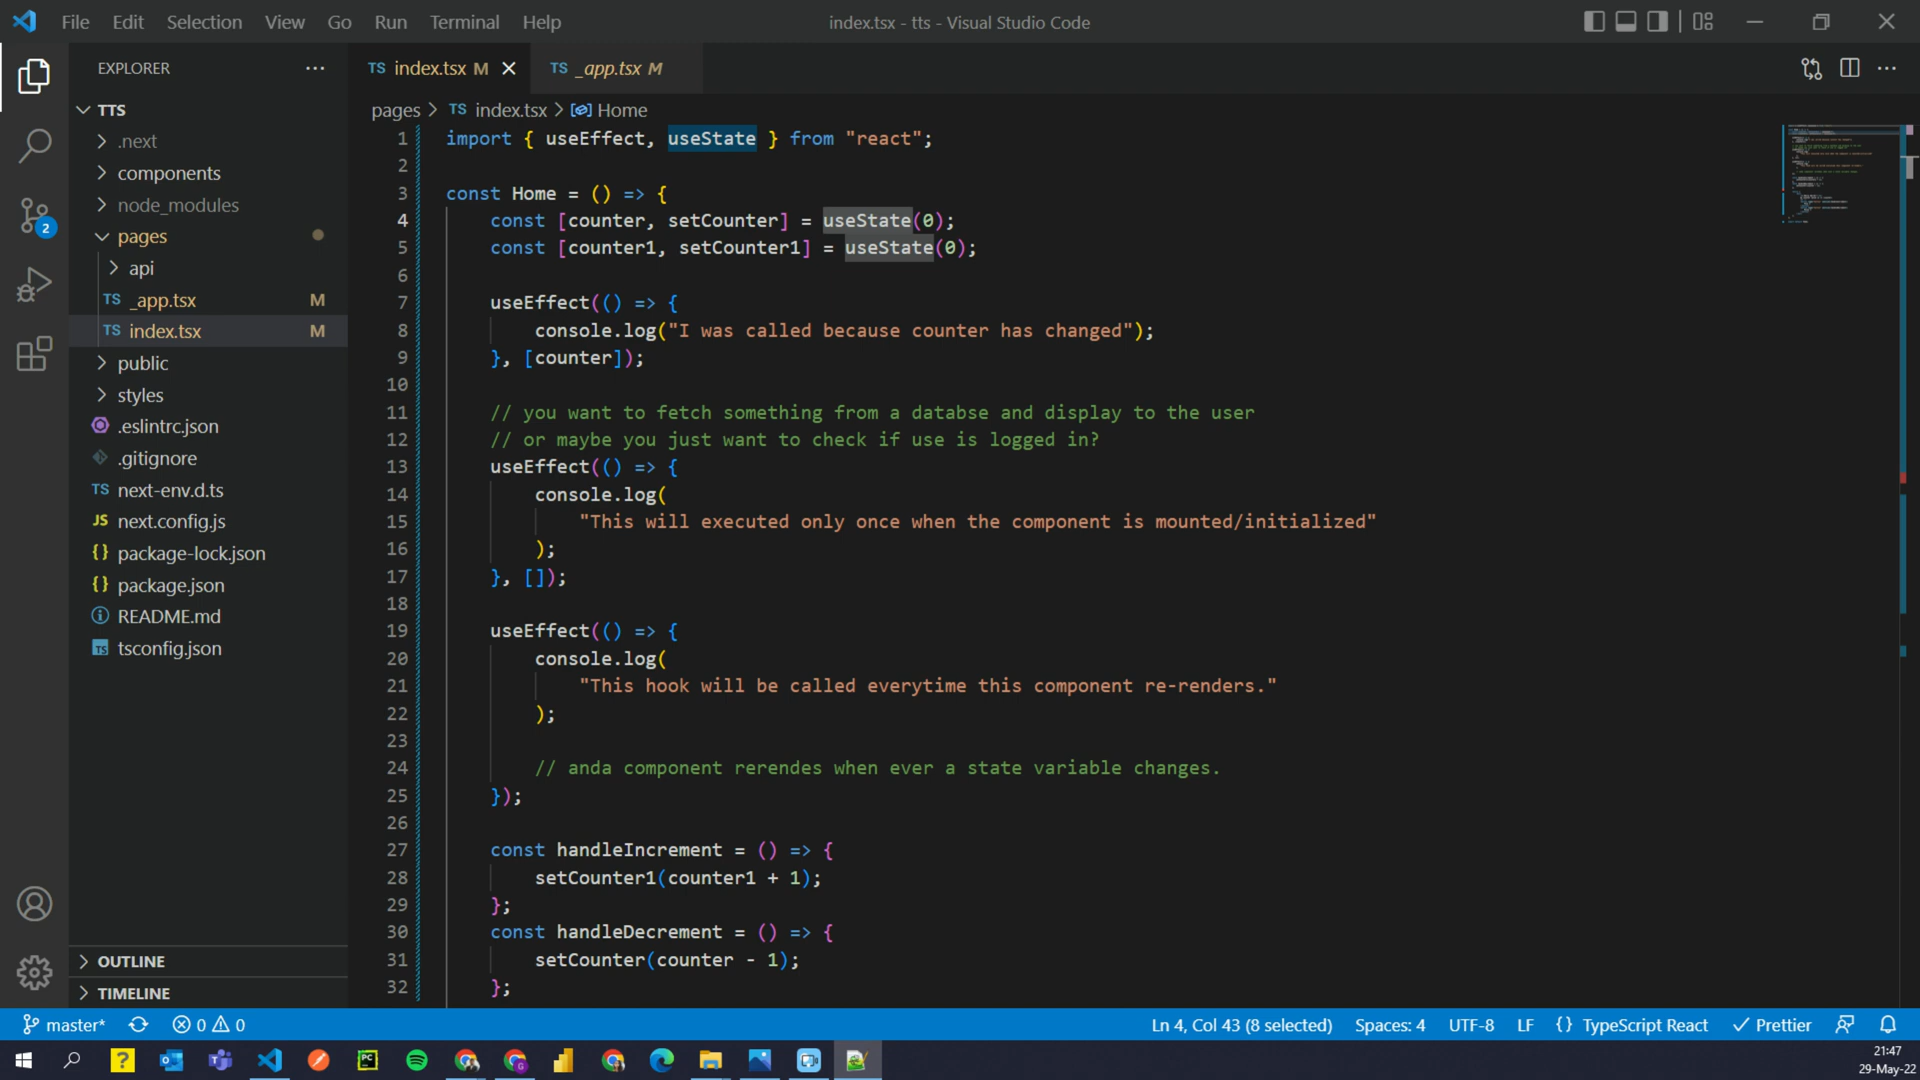 File Edit Selection View Go Run Terminal Help
index.tsx - tts - Visual Studio Code
EXPLORER
TTS
.next
components
node_modules
pages
api
TS _app.tsx M
TS index.tsx M
public
styles
.eslintrc.json
.gitignore
TS next-env.d.ts
JS next.config.js
{} package-lock.json
{} package.json
README.md
TS tsconfig.json
OUTLINE
TIMELINE
2
TS index.tsx M
TS _app.tsx M
pages > TS index.tsx > Home
1 import { useEffect, useState } from "react";
2
3 const Home = () => {
4 const [counter, setCounter] = useState(0);
5 const [counter1, setCounter1] = useState(0);
6
7 useEffect(() => {
8 console.log("I was called because counter has changed");
9 }, [counter]);
10
11 // you want to fetch something from a databse and display to the user
12 // or maybe you just want to check if use is logged in?
13 useEffect(() => {
14 console.log(
15 "This will executed only once when the component is mounted/initialized"
16 );
17 }, []);
18
19 useEffect(() => {
20 console.log(
21 "This hook will be called everytime this component re-renders."
22 );
23
24 // anda component rerendes when ever a state variable changes.
25 });
26
27 const handleIncrement = () => {
28 setCounter1(counter1 + 1);
29 };
30 const handleDecrement = () => {
31 setCounter(counter - 1);
32 };
master* 0 0
Ln 4, Col 43 (8 selected) Spaces: 4 UTF-8 LF {} TypeScript React Prettier
21:47
29-May-22